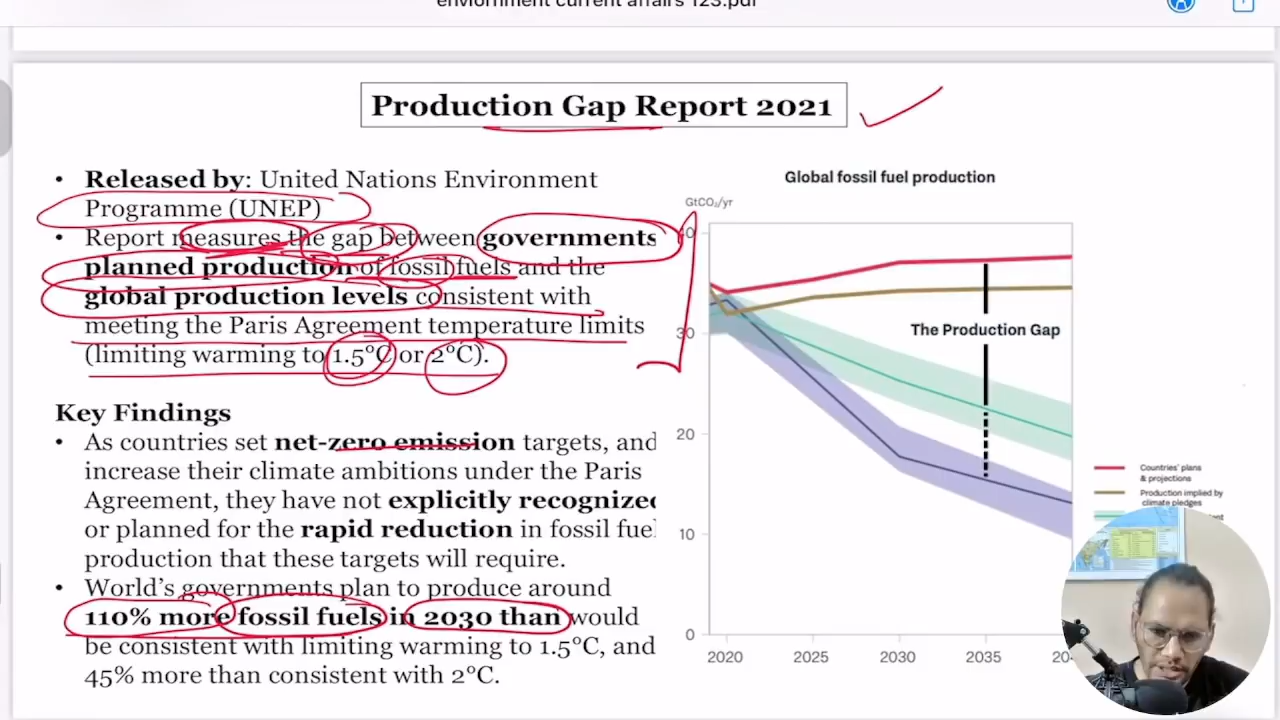 enviornment current affairs 123.pdf
Production Gap Report 2021
• Released by: United Nations Environment
Programme (UNEP)
• Report measures the gap between governments
planned production of fossil fuels and the
global production levels consistent with
meeting the Paris Agreement temperature limits
(limiting warming to 1.5°C or 2°C).
Key Findings
• As countries set net-zero emission targets, and
increase their climate ambitions under the Paris
Agreement, they have not explicitly recognized
or planned for the rapid reduction in fossil fuel
production that these targets will require.
• World's governments plan to produce around
110% more fossil fuels in 2030 than would
be consistent with limiting warming to 1.5°C, and
45% more than consistent with 2°C.
Global fossil fuel production
GtCO₂/yr
30
20
10
0
The Production Gap
2020 2025 2030 2035
Countries' plans
& projections
Production implied by
climate pledges